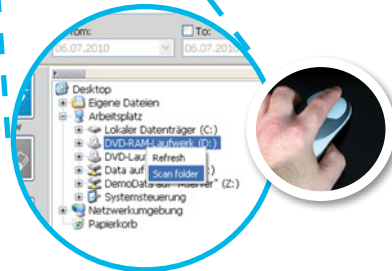 From:
To:
06.07.2010
06.07.2010
Desktop
Eigene Dateien
Arbeitsplatz
Lokaler Datenträger (C:)
DVD-RAM-Laufwerk (D:)
DVD-Lau
Refresh
Data auf
Scan folder
DemoData auf "I-server" (Z:)
Systemsteuerung
Netzwerkumgebung
Papierkorb